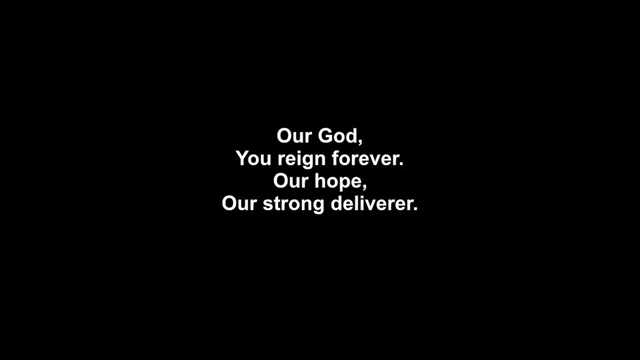 Our God,
You reign forever.
Our hope,
Our strong deliverer.